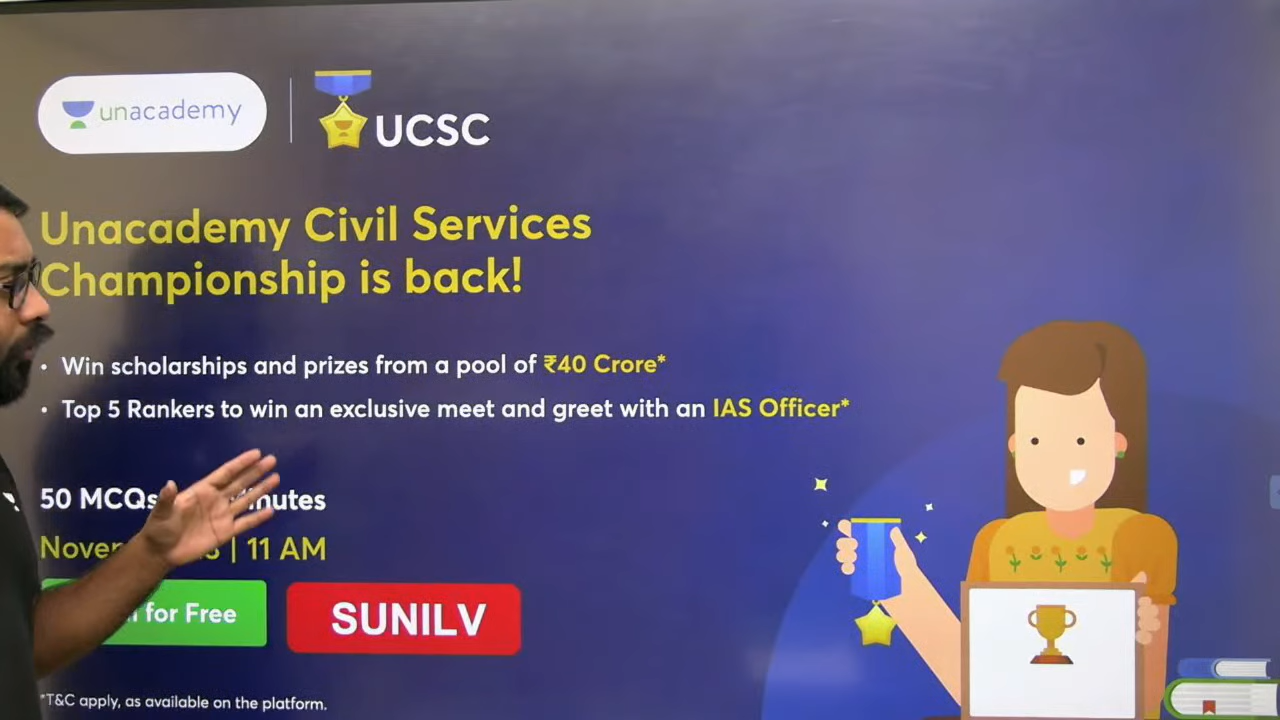 unacademy
UCSC
Unacademy Civil Services
Championship is back!
• Win scholarships and prizes from a pool of ₹40 Crore*
• Top 5 Rankers to win an exclusive meet and greet with an IAS Officer*
50 MCQs
| 11 AM
for Free
SUNILV
*T&C apply, as available on the platform.